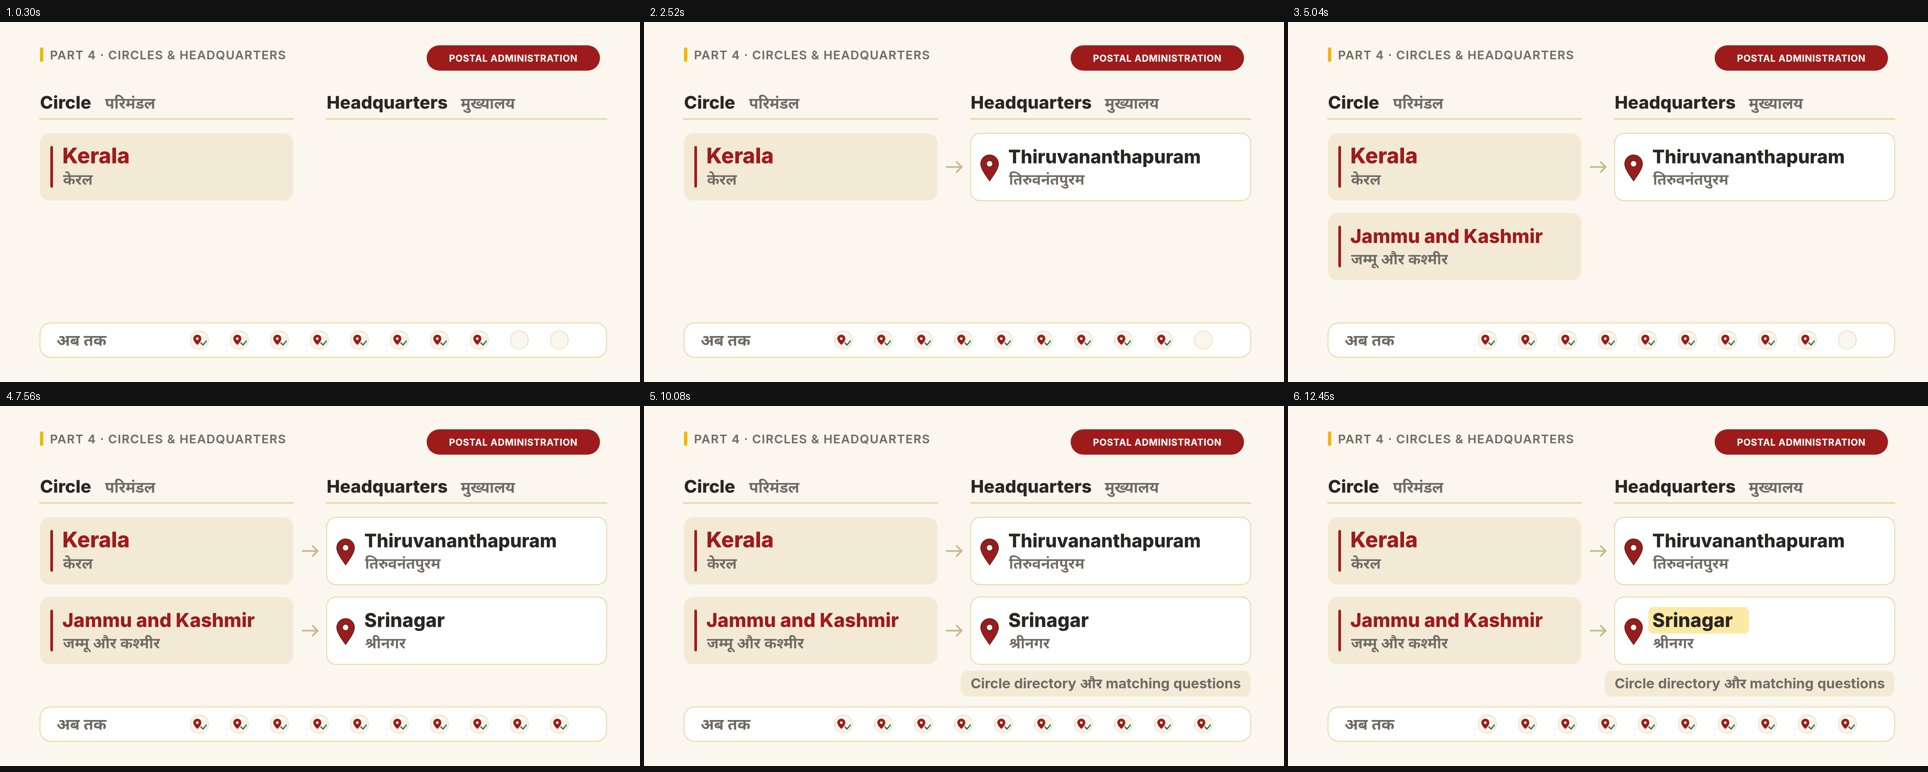 1. 0.30s
PART 4 · CIRCLES & HEADQUARTERS
POSTAL ADMINISTRATION
Circle परिमंडल
Headquarters मुख्यालय
Kerala
केरल
अब तक
2. 2.52s
PART 4 · CIRCLES & HEADQUARTERS
POSTAL ADMINISTRATION
Circle परिमंडल
Headquarters मुख्यालय
Kerala
केरल
→
Thiruvananthapuram
तिरुवनंतपुरम
अब तक
3. 5.04s
PART 4 · CIRCLES & HEADQUARTERS
POSTAL ADMINISTRATION
Circle परिमंडल
Headquarters मुख्यालय
Kerala
केरल
→
Thiruvananthapuram
तिरुवनंतपुरम
Jammu and Kashmir
जम्मू और कश्मीर
अब तक
4. 7.56s
PART 4 · CIRCLES & HEADQUARTERS
POSTAL ADMINISTRATION
Circle परिमंडल
Headquarters मुख्यालय
Kerala
केरल
→
Thiruvananthapuram
तिरुवनंतपुरम
Jammu and Kashmir
जम्मू और कश्मीर
→
Srinagar
श्रीनगर
अब तक
5. 10.08s
PART 4 · CIRCLES & HEADQUARTERS
POSTAL ADMINISTRATION
Circle परिमंडल
Headquarters मुख्यालय
Kerala
केरल
→
Thiruvananthapuram
तिरुवनंतपुरम
Jammu and Kashmir
जम्मू और कश्मीर
→
Srinagar
श्रीनगर
Circle directory और matching questions
अब तक
6. 12.45s
PART 4 · CIRCLES & HEADQUARTERS
POSTAL ADMINISTRATION
Circle परिमंडल
Headquarters मुख्यालय
Kerala
केरल
→
Thiruvananthapuram
तिरुवनंतपुरम
Jammu and Kashmir
जम्मू और कश्मीर
→
Srinagar
श्रीनगर
Circle directory और matching questions
अब तक